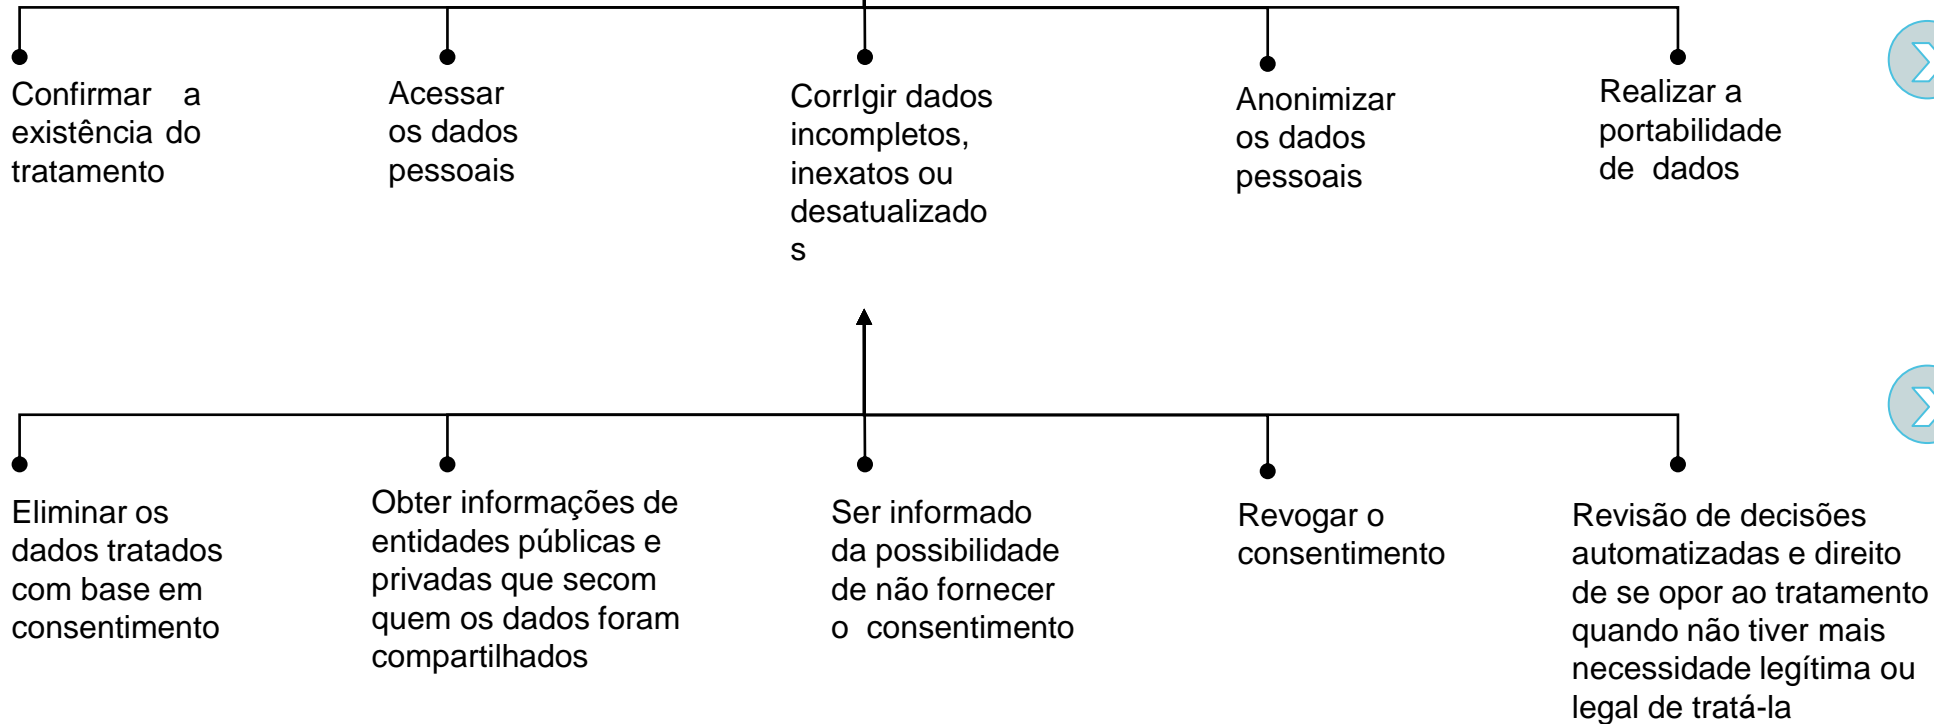 Confirmar a
existência do
tratamento
Acessar
os dados
pessoais
CorrIgir dados
incompletos,
inexatos ou
desatualizado
s
Anonimizar
os dados
pessoais
Realizar a
portabilidade
de dados
Eliminar os
dados tratados
com base em
consentimento
Obter informações de
entidades públicas e
privadas que secom
quem os dados foram
compartilhados
Ser informado
da possibilidade
de não fornecer
o consentimento
Revogar o
consentimento
Revisão de decisões
automatizadas e direito
de se opor ao tratamento
quando não tiver mais
necessidade legítima ou
legal de tratá-la